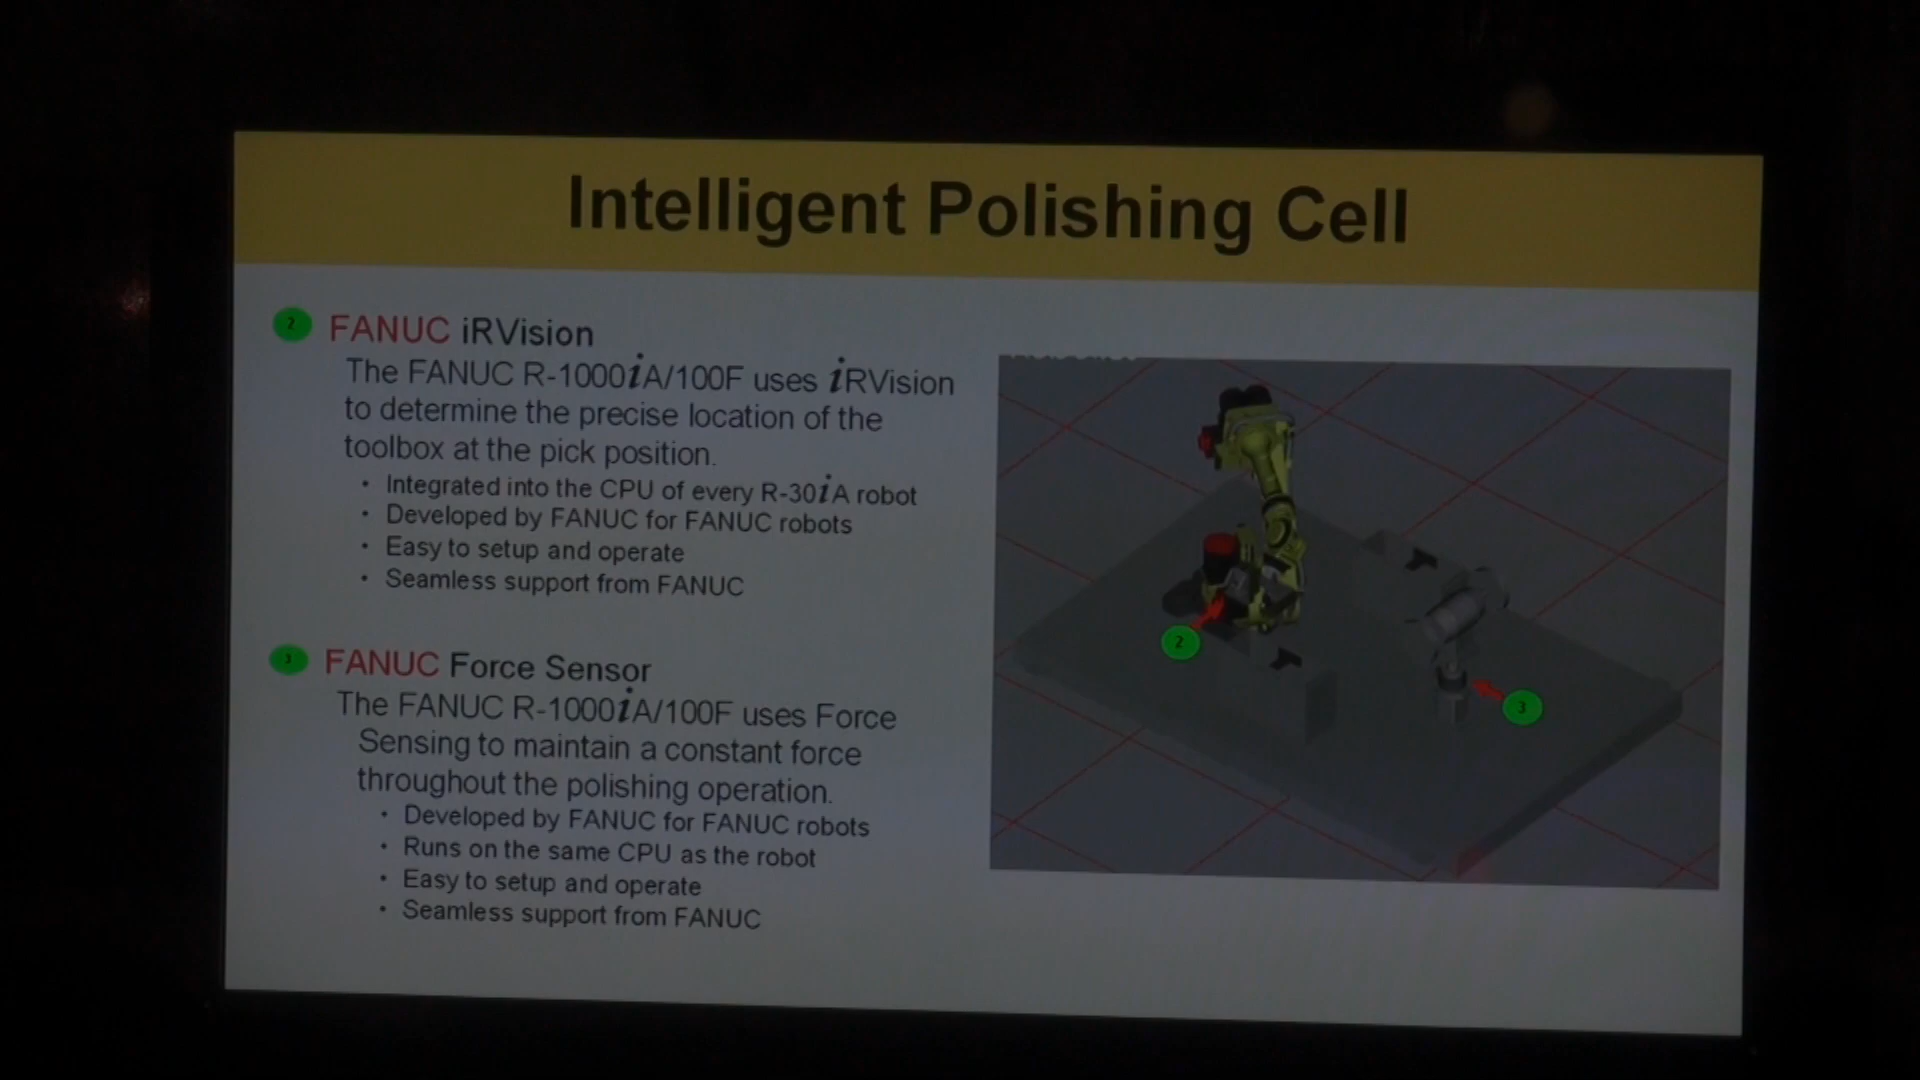 Intelligent Polishing Cell
2 FANUC iRVision
The FANUC R-1000iA/100F uses iRVision
to determine the precise location of the
toolbox at the pick position.
• Integrated into the CPU of every R-30iA robot
• Developed by FANUC for FANUC robots
• Easy to setup and operate
• Seamless support from FANUC
3 FANUC Force Sensor
The FANUC R-1000iA/100F uses Force
Sensing to maintain a constant force
throughout the polishing operation.
• Developed by FANUC for FANUC robots
• Runs on the same CPU as the robot
• Easy to setup and operate
• Seamless support from FANUC
2
3